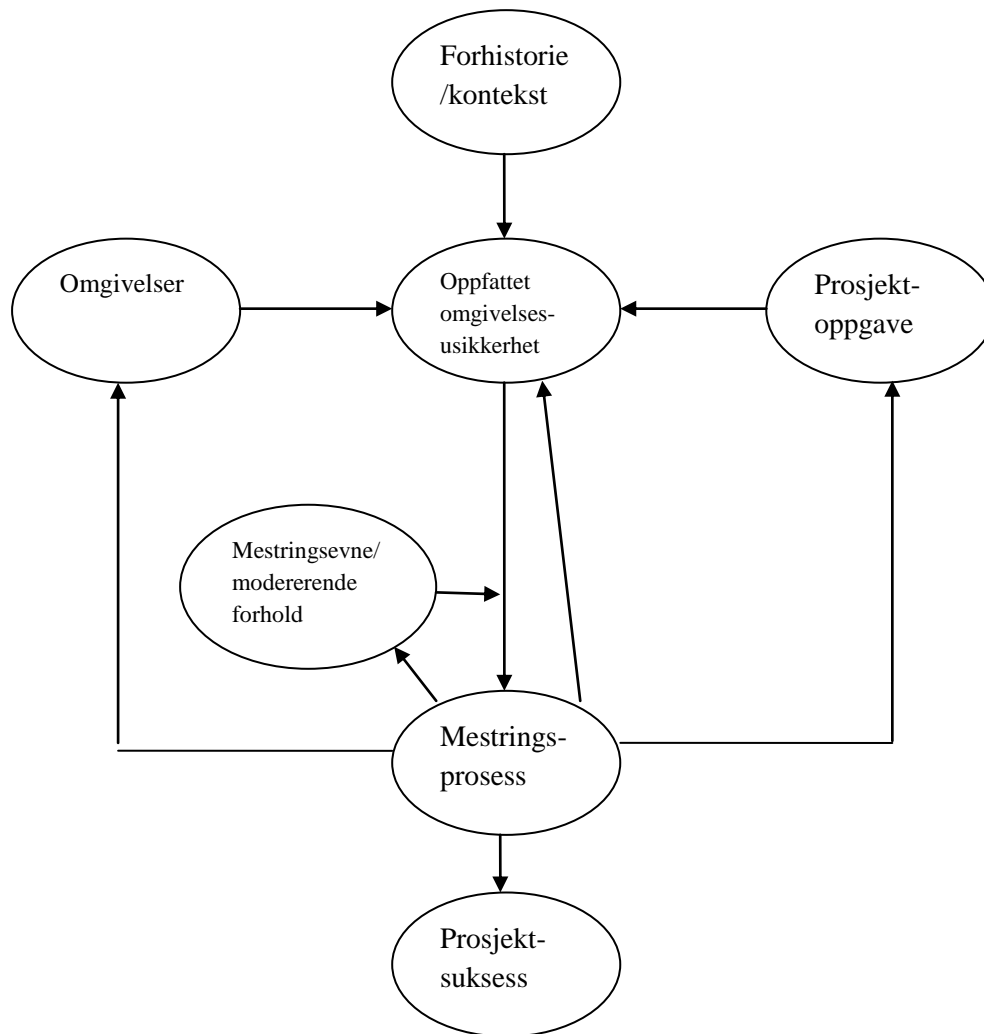 Forhistorie
/kontekst
Omgivelser
Oppfattet
omgivelses-
usikkerhet
Prosjekt-
oppgave
Mestringsevne/
modererende
forhold
Mestrings-
prosess
Prosjekt-
suksess